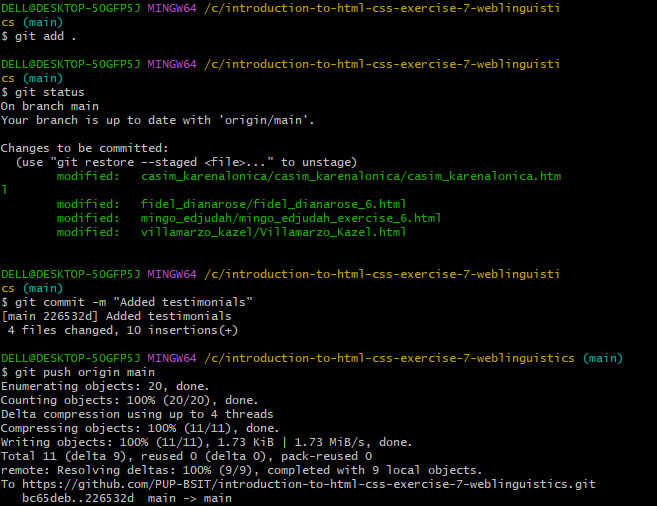 DELL@DESKTOP-5OGFP5J MINGW64 /c/introduction-to-html-css-exercise-7-weblinguisti
cs (main)
$ git add .
DELL@DESKTOP-5OGFP5J MINGW64 /c/introduction-to-html-css-exercise-7-weblinguisti
cs (main)
$ git status
On branch main
Your branch is up to date with 'origin/main'.
Changes to be committed:
  (use "git restore --staged <file>..." to unstage)
        modified:   casim_karenalonica/casim_karenalonica/casim_karenalonica.htm
l
        modified:   fidel_dianarose/fidel_dianarose_6.html
        modified:   mingo_edjudah/mingo_edjudah_exercise_6.html
        modified:   villamarzo_kazel/Villamarzo_Kazel.html
DELL@DESKTOP-5OGFP5J MINGW64 /c/introduction-to-html-css-exercise-7-weblinguisti
cs (main)
$ git commit -m "Added testimonials"
[main 226532d] Added testimonials
 4 files changed, 10 insertions(+)
DELL@DESKTOP-5OGFP5J MINGW64 /c/introduction-to-html-css-exercise-7-weblinguistics (main)
$ git push origin main
Enumerating objects: 20, done.
Counting objects: 100% (20/20), done.
Delta compression using up to 4 threads
Compressing objects: 100% (11/11), done.
Writing objects: 100% (11/11), 1.73 KiB | 1.73 MiB/s, done.
Total 11 (delta 9), reused 0 (delta 0), pack-reused 0
remote: Resolving deltas: 100% (9/9), completed with 9 local objects.
To https://github.com/PUP-BSIT/introduction-to-html-css-exercise-7-weblinguistics.git
   bc65deb..226532d  main -> main